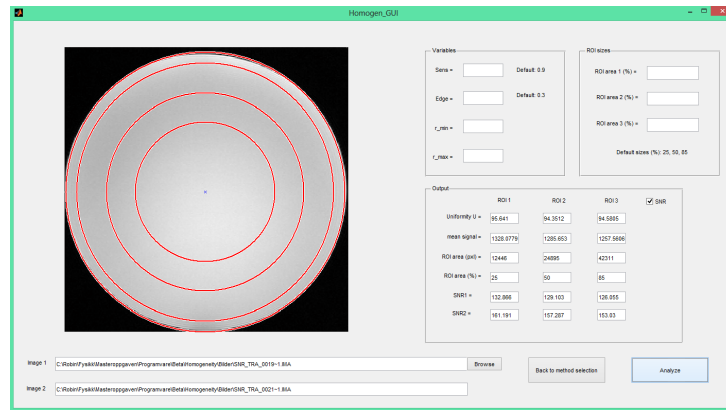 Homogen_GUI
Variables
Sens =
Default: 0.9
Edge =
Default: 0.3
r_min =
r_max =
ROI sizes
ROI area 1 (%) =
ROI area 2 (%) =
ROI area 3 (%) =
Default sizes (%): 25, 50, 85
Output
ROI 1 ROI 2 ROI 3 SNR
Uniformity U = 95.641 94.3512 94.5805
mean signal = 1328.0779 1285.653 1257.5606
ROI area (pxl) = 12446 24895 42311
ROI area (%) = 25 50 85
SNR1 = 132.866 129.103 126.055
SNR2 = 161.191 157.287 153.03
Image 1 C:\Robin\Fysikk\Masteroppgaven\Programvare\Beta\Homogeneity\Bilder\SNR_TRA_0019~1.IMA Browse
Image 2 C:\Robin\Fysikk\Masteroppgaven\Programvare\Beta\Homogeneity\Bilder\SNR_TRA_0021~1.IMA
Back to method selection
Analyze